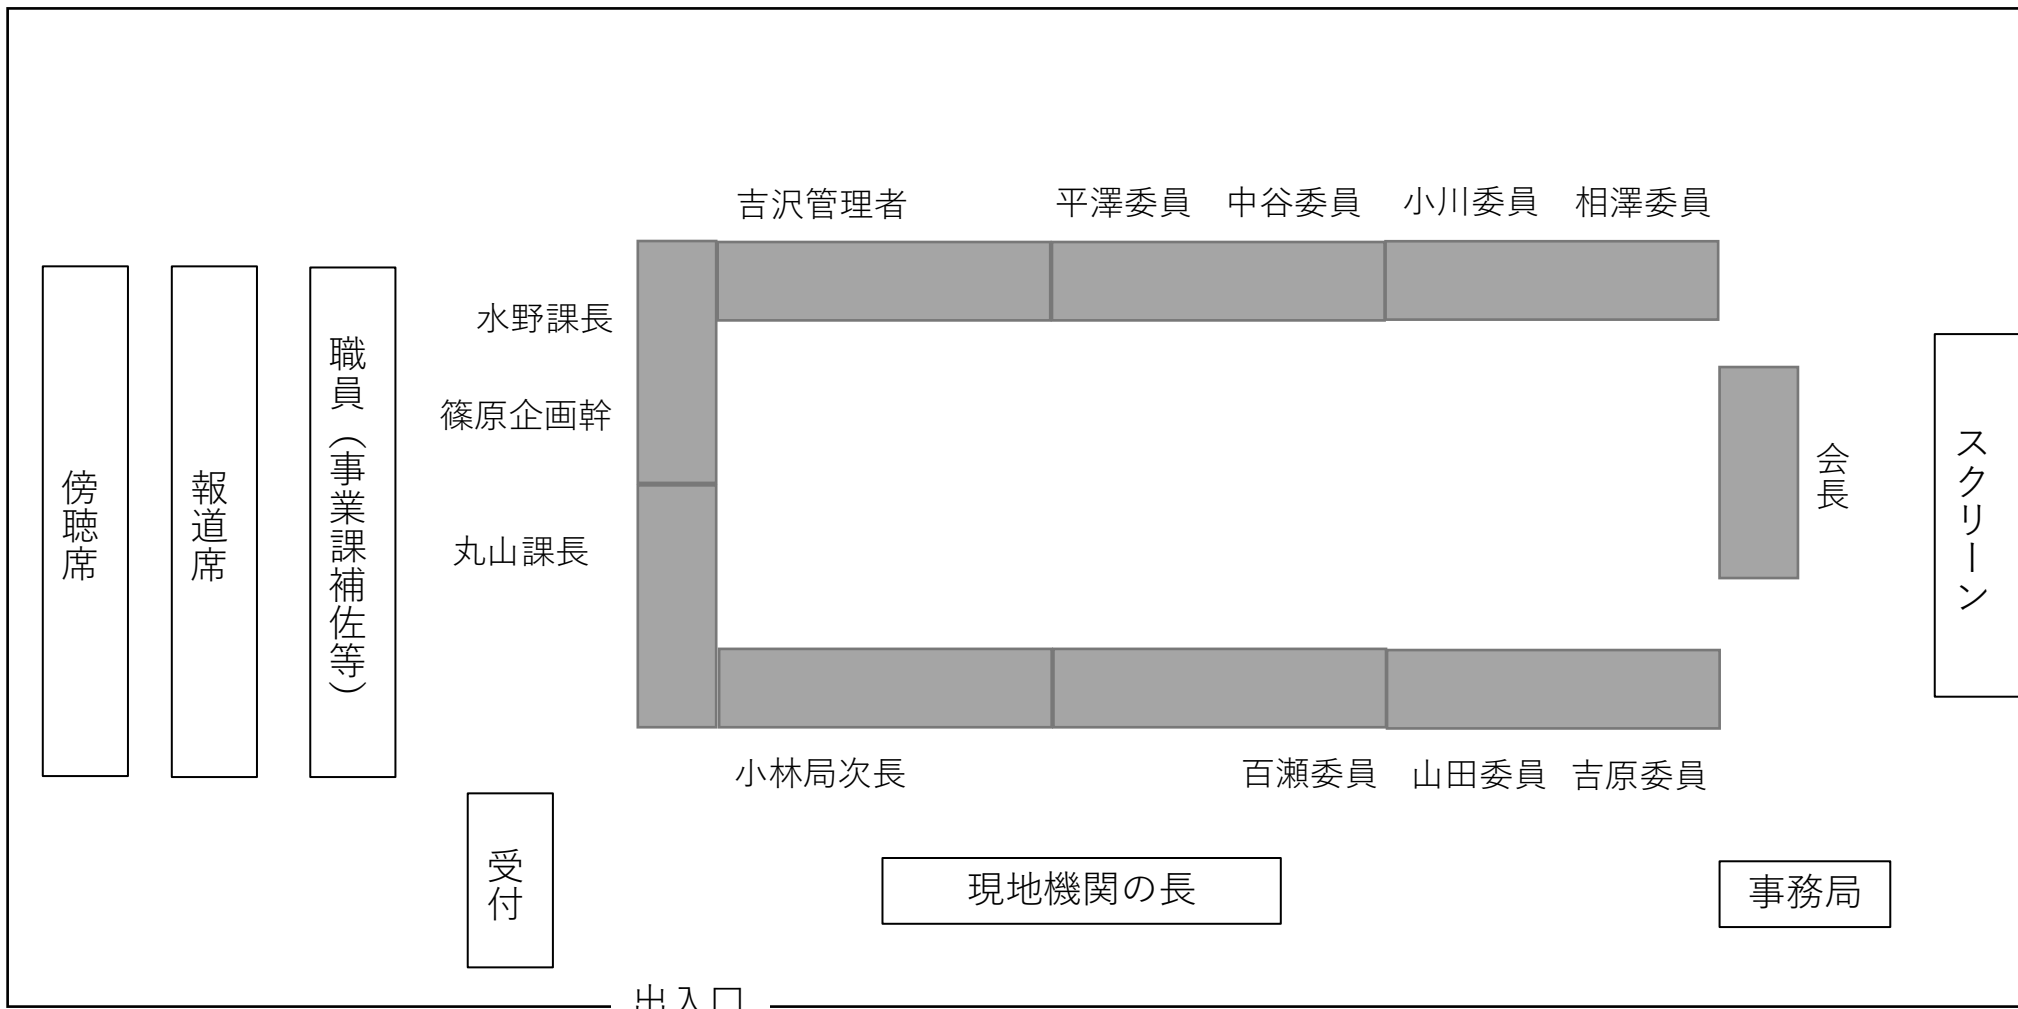 吉沢管理者
平澤委員
中谷委員
小川委員
相澤委員
水野課長
篠原企画幹
丸山課長
傍聴席
報道席
職員（事業課補佐等）
会長
スクリーン
小林局次長
百瀬委員
山田委員
吉原委員
受付
現地機関の長
事務局
出入口